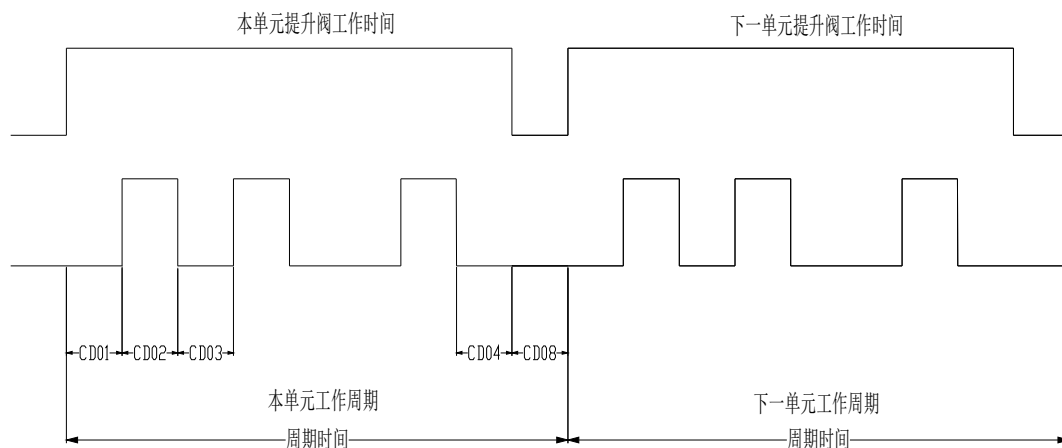 本单元提升阀工作时间
下一单元提升阀工作时间
CD01
CD02
CD03
CD04
CD08
本单元工作周期
下一单元工作周期
周期时间
周期时间